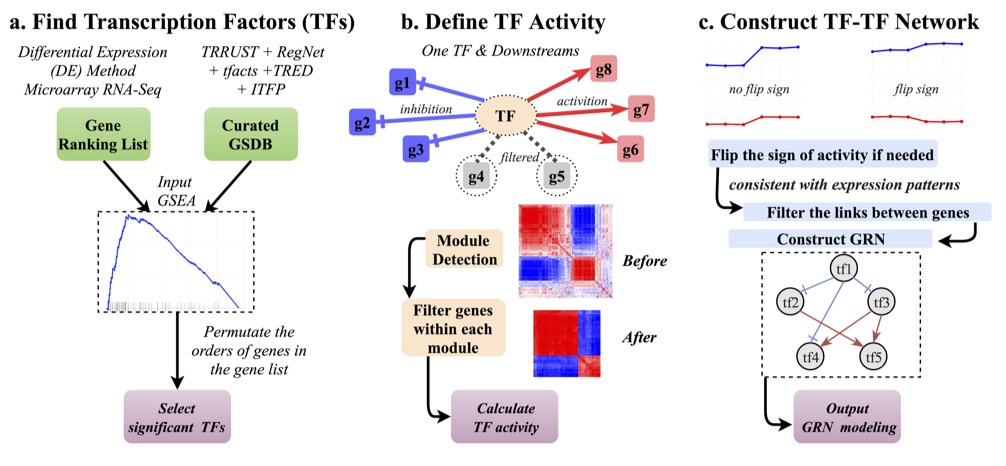 a. Find Transcription Factors (TFs)
Differential Expression
(DE) Method
Microarray RNA-Seq
TRRUST + RegNet
+ tfacts +TRED
+ ITFP
Gene
Ranking List
Curated
GSDB
Input
GSEA
Permutate the
orders of genes in
the gene list
Select
significant TFs
b. Define TF Activity
One TF & Downstreams
g1
g2
g3
inhibition
TF
activition
g8
g7
g6
filtered
g4
g5
Module
Detection
Before
Filter genes
within each
module
After
Calculate
TF activity
c. Construct TF-TF Network
no flip sign
flip sign
Flip the sign of activity if needed
consistent with expression patterns
Filter the links between genes
Construct GRN
tf1
tf2
tf3
tf4
tf5
Output
GRN modeling